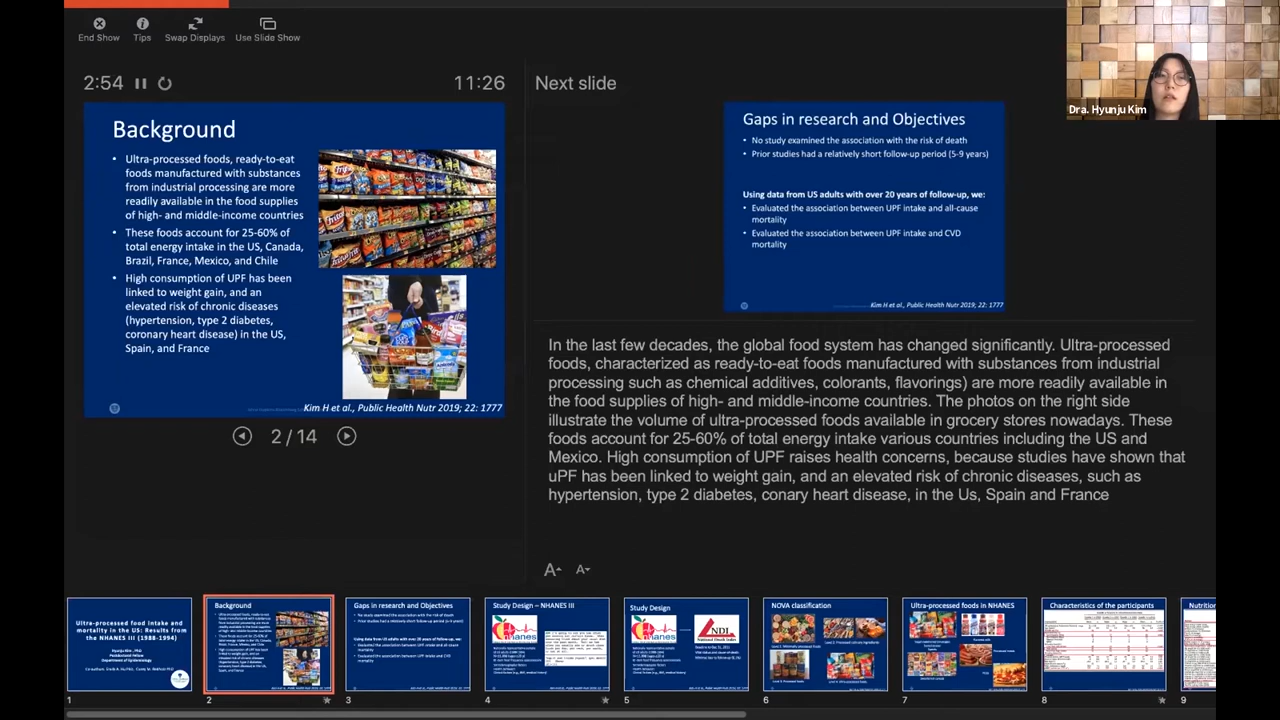 End Show
Tips
Swap Displays
Use Slide Show
2:54
11:26
Next slide
Dra. Hyunju Kim
Background
• Ultra-processed foods, ready-to-eat
foods manufactured with substances
from industrial processing are more
readily available in the food supplies
of high- and middle-income countries
• These foods account for 25-60% of
total energy intake in the US, Canada,
Brazil, France, Mexico, and Chile
• High consumption of UPF has been
linked to weight gain, and an
elevated risk of chronic diseases
(hypertension, type 2 diabetes,
coronary heart disease) in the US,
Spain, and France
Kim H et al., Public Health Nutr 2019; 22: 1777
2 / 14
Gaps in research and Objectives
• No study examined the association with the risk of death
• Prior studies had a relatively short follow-up period (5-9 years)
Using data from US adults with over 20 years of follow-up, we:
• Evaluated the association between UPF intake and all-cause
mortality
• Evaluated the association between UPF intake and CVD
mortality
Kim H et al., Public Health Nutr 2019; 22: 1777
In the last few decades, the global food system has changed significantly. Ultra-processed
foods, characterized as ready-to-eat foods manufactured with substances from industrial
processing such as chemical additives, colorants, flavorings) are more readily available in
the food supplies of high- and middle-income countries. The photos on the right side
illustrate the volume of ultra-processed foods available in grocery stores nowadays. These
foods account for 25-60% of total energy intake various countries including the US and
Mexico. High consumption of UPF raises health concerns, because studies have shown that
uPF has been linked to weight gain, and an elevated risk of chronic diseases, such as
hypertension, type 2 diabetes, conary heart disease, in the Us, Spain and France
A A
Ultra-processed food intake and
mortality in the US: Results from
the NHANES III (1988-1994)
Background
Gaps in research and Objectives
Study Design – NHANES III
Study Design
NOVA classification
Ultra-processed foods in NHANES
Characteristics of the participants
Nutrition
1
2
3
4
5
6
7
8
9